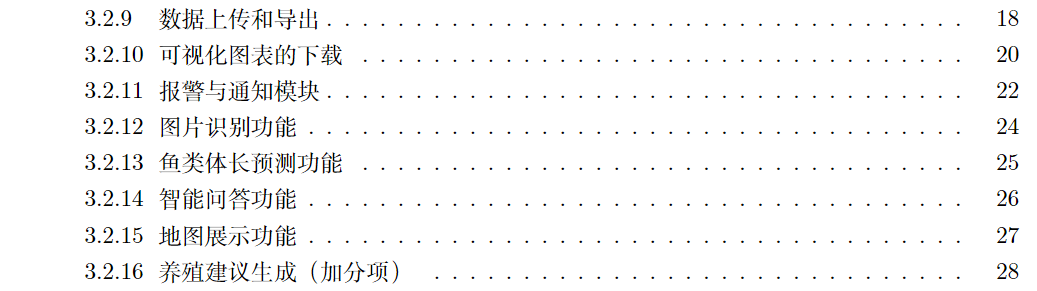 3.2.9 数据上传和导出 . . . . . . . . . . . . . . . . . . . . . . . . . . . . . . . . . . . . 18
3.2.10 可视化图表的下载 . . . . . . . . . . . . . . . . . . . . . . . . . . . . . . . . . . 20
3.2.11 报警与通知模块 . . . . . . . . . . . . . . . . . . . . . . . . . . . . . . . . . . . . 22
3.2.12 图片识别功能 . . . . . . . . . . . . . . . . . . . . . . . . . . . . . . . . . . . . . 24
3.2.13 鱼类体长预测功能 . . . . . . . . . . . . . . . . . . . . . . . . . . . . . . . . . . 25
3.2.14 智能问答功能 . . . . . . . . . . . . . . . . . . . . . . . . . . . . . . . . . . . . . 26
3.2.15 地图展示功能 . . . . . . . . . . . . . . . . . . . . . . . . . . . . . . . . . . . . . 27
3.2.16 养殖建议生成（加分项） . . . . . . . . . . . . . . . . . . . . . . . . . . . . . . 28